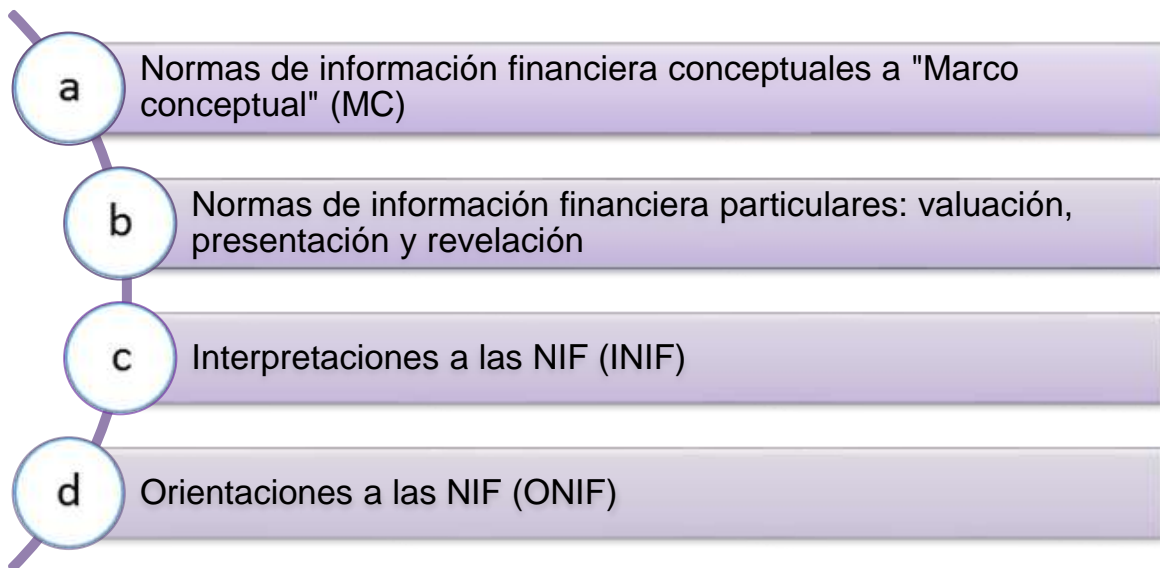 a
Normas de información financiera conceptuales a "Marco
conceptual" (MC)
b
Normas de información financiera particulares: valuación,
presentación y revelación
c
Interpretaciones a las NIF (INIF)
d
Orientaciones a las NIF (ONIF)